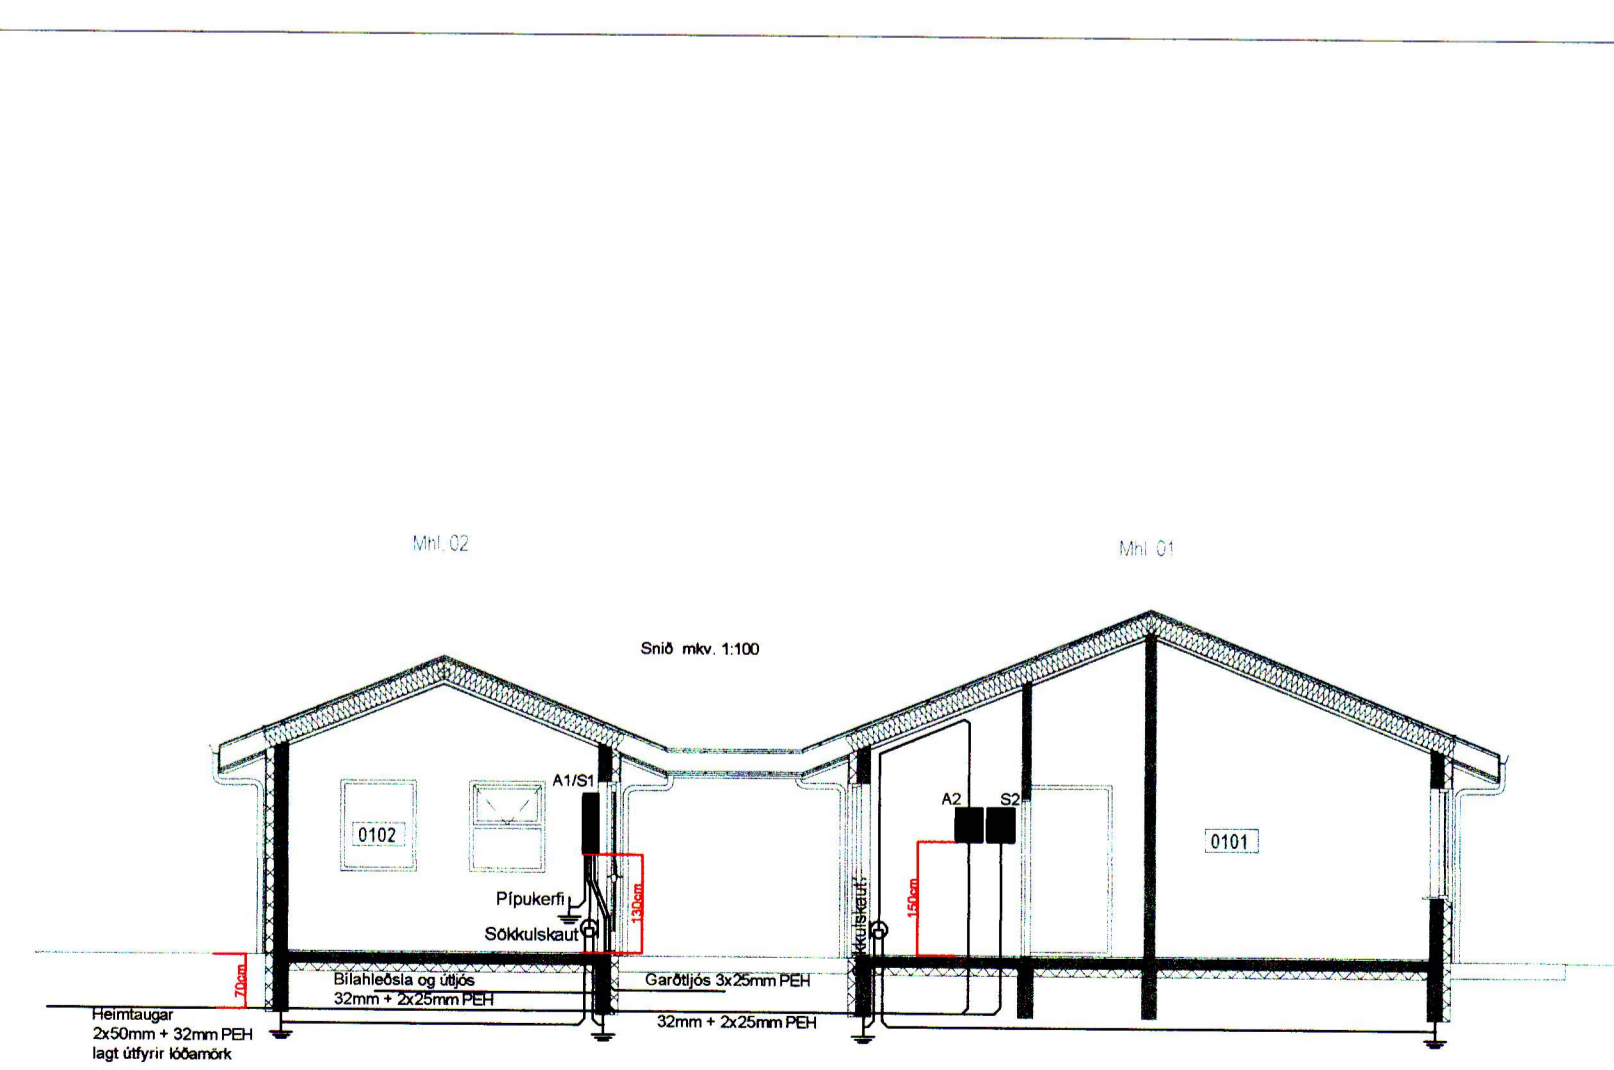 Mhl. 02
Mhl 01
Snið mkv. 1:100
A1/S1
A2
S2
0102
0101
Pípukerfi
130cm
150cm
Sökkulskaut
70cm
Bílahleðsla og útljós
32mm + 2x25mm PEH
Garðtljós 3x25mm PEH
32mm + 2x25mm PEH
Heimtaugar
2x50mm + 32mm PEH
lagt útfyrir lóðamörk